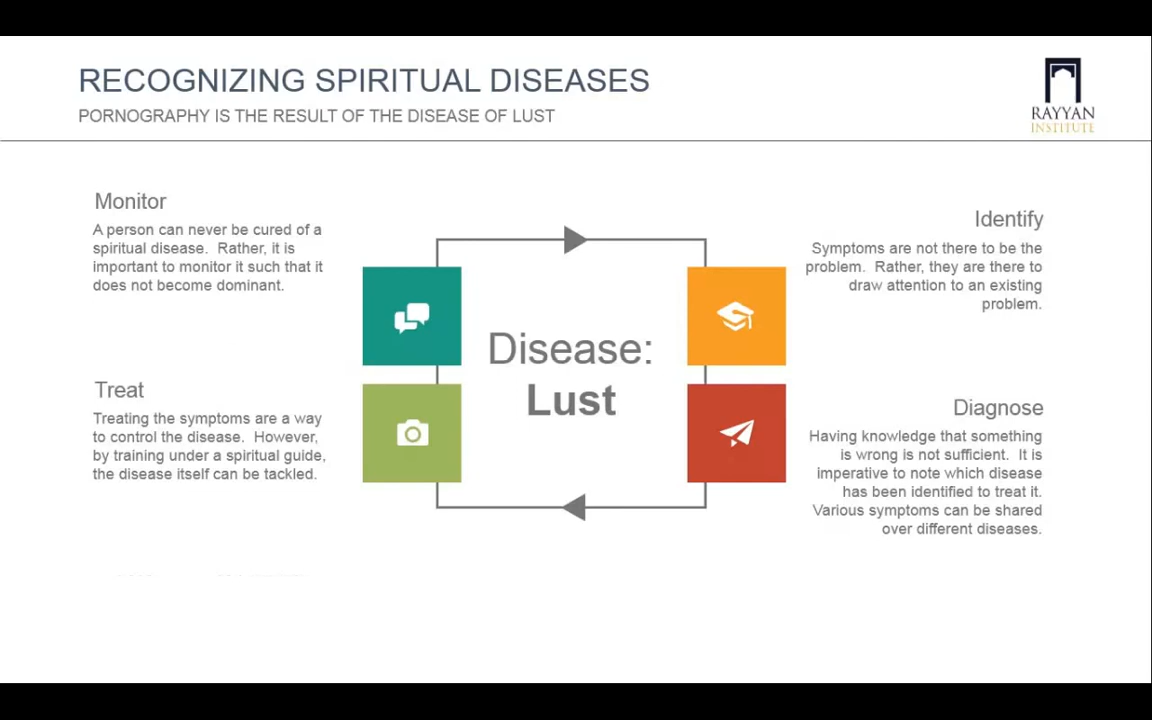 RECOGNIZING SPIRITUAL DISEASES
PORNOGRAPHY IS THE RESULT OF THE DISEASE OF LUST
RAYYAN
INSTITUTE
Monitor
A person can never be cured of a
spiritual disease. Rather, it is
important to monitor it such that it
does not become dominant.
Identify
Symptoms are not there to be the
problem. Rather, they are there to
draw attention to an existing
problem.
Disease:
Lust
Treat
Treating the symptoms are a way
to control the disease. However,
by training under a spiritual guide,
the disease itself can be tackled.
Diagnose
Having knowledge that something
is wrong is not sufficient. It is
imperative to note which disease
has been identified to treat it.
Various symptoms can be shared
over different diseases.